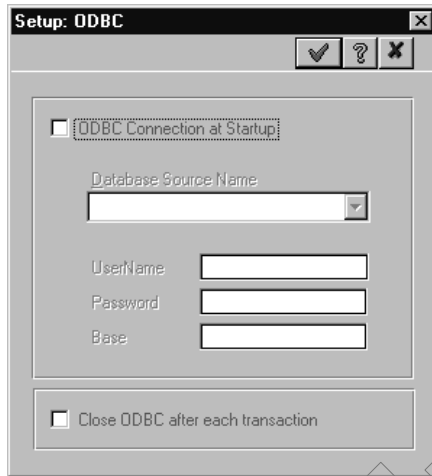 Setup: ODBC
ODBC Connection at Startup
Database Source Name
UserName
Password
Base
Close ODBC after each transaction